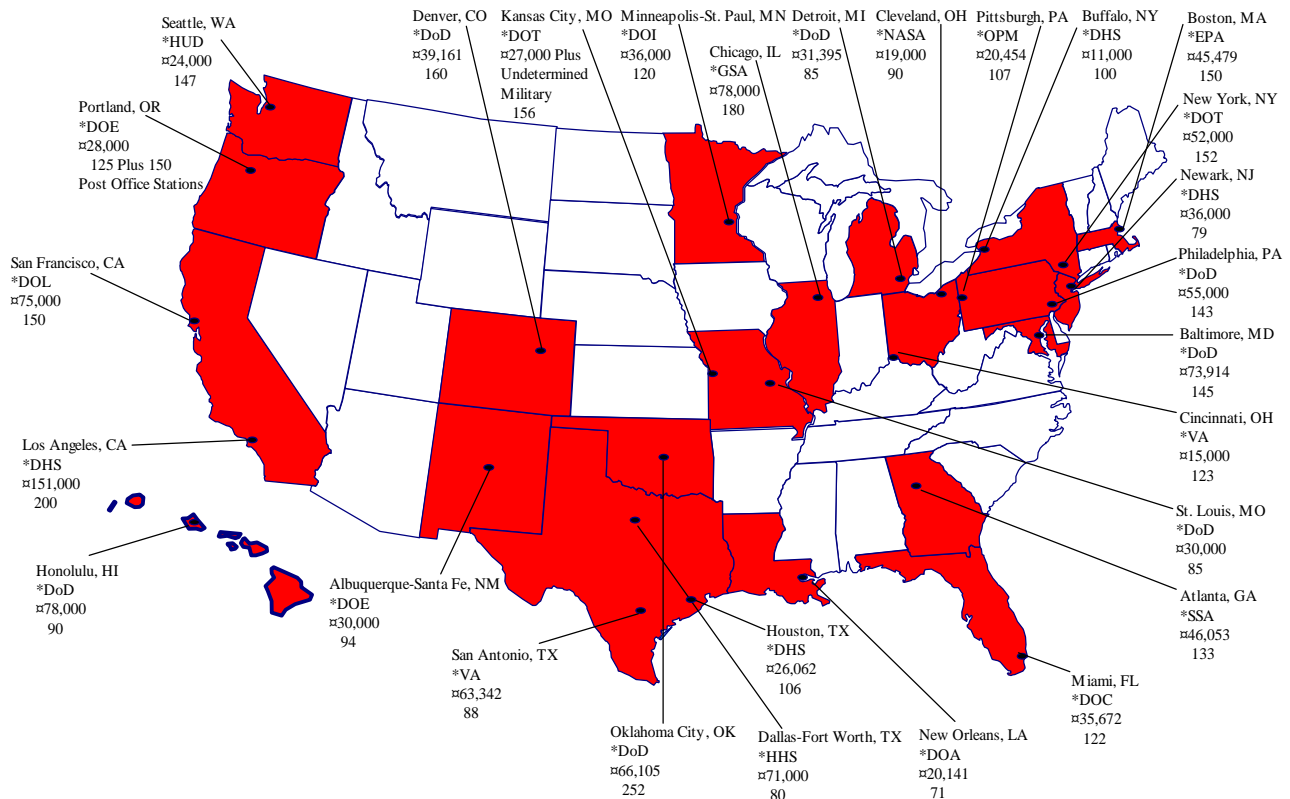 Seattle, WA
*HUD
¤24,000
147
Portland, OR
*DOE
¤28,000
125 Plus 150
Post Office Stations
San Francisco, CA
*DOL
¤75,000
150
Los Angeles, CA
*DHS
¤151,000
200
Honolulu, HI
*DoD
¤78,000
90
Denver, CO
*DoD
¤39,161
160
Kansas City, MO
*DOT
¤27,000 Plus
Undetermined
Military
156
Minneapolis-St. Paul, MN
*DOI
¤36,000
120
Chicago, IL
*GSA
¤78,000
180
Detroit, MI
*DoD
¤31,395
85
Cleveland, OH
*NASA
¤19,000
90
Pittsburgh, PA
*OPM
¤20,454
107
Buffalo, NY
*DHS
¤11,000
100
Boston, MA
*EPA
¤45,479
150
New York, NY
*DOT
¤52,000
152
Newark, NJ
*DHS
¤36,000
79
Philadelphia, PA
*DoD
¤55,000
143
Baltimore, MD
*DoD
¤73,914
145
Cincinnati, OH
*VA
¤15,000
123
St. Louis, MO
*DoD
¤30,000
85
Atlanta, GA
*SSA
¤46,053
133
Miami, FL
*DOC
¤35,672
122
Albuquerque-Santa Fe, NM
*DOE
¤30,000
94
San Antonio, TX
*VA
¤63,342
88
Houston, TX
*DHS
¤26,062
106
Oklahoma City, OK
*DoD
¤66,105
252
Dallas-Fort Worth, TX
*HHS
¤71,000
80
New Orleans, LA
*DOA
¤20,141
71